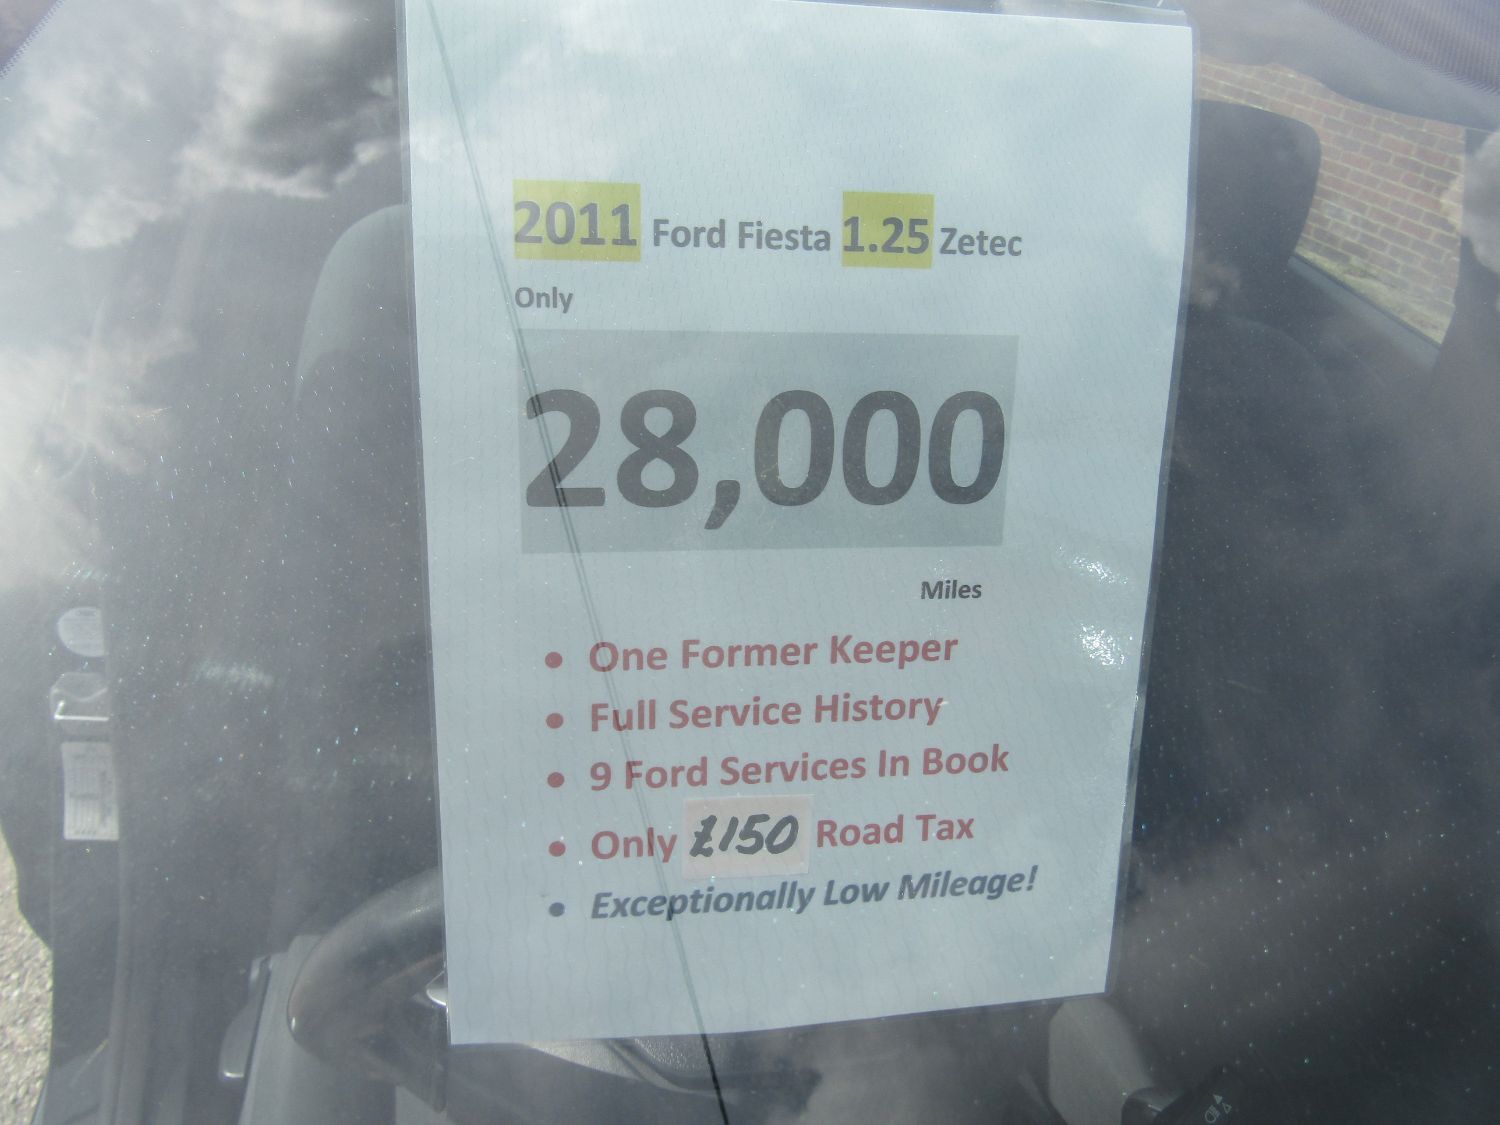 2011 Ford Fiesta 1.25 Zetec
Only
28,000
Miles
• One Former Keeper
• Full Service History
• 9 Ford Services In Book
• Only £150 Road Tax
• Exceptionally Low Mileage!